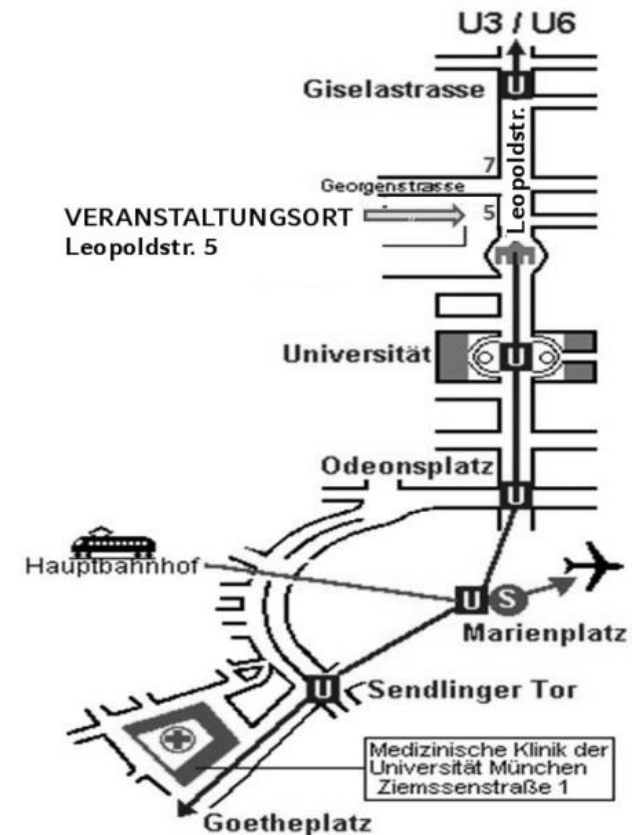 U3 / U6
Giselastrasse
U
Leopoldstr.
7
Georgenstrasse
VERANSTALTUNGSORT
5
Leopoldstr. 5
Universität
U
Odeonsplatz
U
Hauptbahnhof
U S
Marienplatz
U
Sendlinger Tor
Medizinische Klinik der
Universität München
Ziemssenstraße 1
Goetheplatz